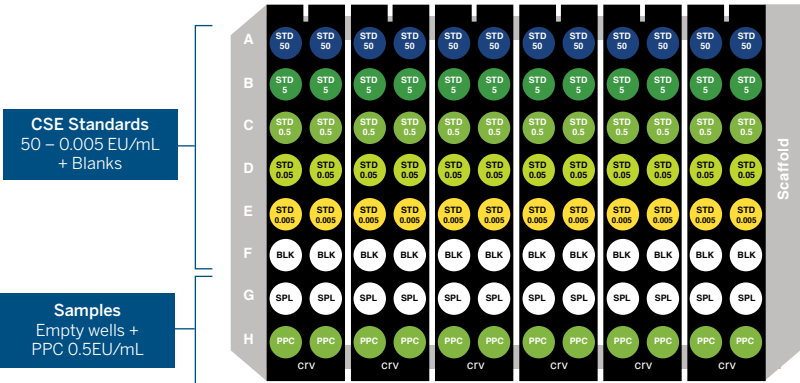 CSE Standards
50 – 0.005 EU/mL
+ Blanks
Samples
Empty wells +
PPC 0.5EU/mL
A
STD STD STD STD STD STD STD STD STD STD STD STD
50 50 50 50 50 50 50 50 50 50 50 50
B
STD STD STD STD STD STD STD STD STD STD STD STD
5 5 5 5 5 5 5 5 5 5 5 5
C
STD STD STD STD STD STD STD STD STD STD STD STD
0.5 0.5 0.5 0.5 0.5 0.5 0.5 0.5 0.5 0.5 0.5 0.5
D
STD STD STD STD STD STD STD STD STD STD STD STD
0.05 0.05 0.05 0.05 0.05 0.05 0.05 0.05 0.05 0.05 0.05 0.05
E
STD STD STD STD STD STD STD STD STD STD STD STD
0.005 0.005 0.005 0.005 0.005 0.005 0.005 0.005 0.005 0.005 0.005 0.005
F BLK BLK BLK BLK BLK BLK BLK BLK BLK BLK BLK BLK
G SPL SPL SPL SPL SPL SPL SPL SPL SPL SPL SPL SPL
H PPC PPC PPC PPC PPC PPC PPC PPC PPC PPC PPC PPC
crv crv crv crv crv crv
Scaffold